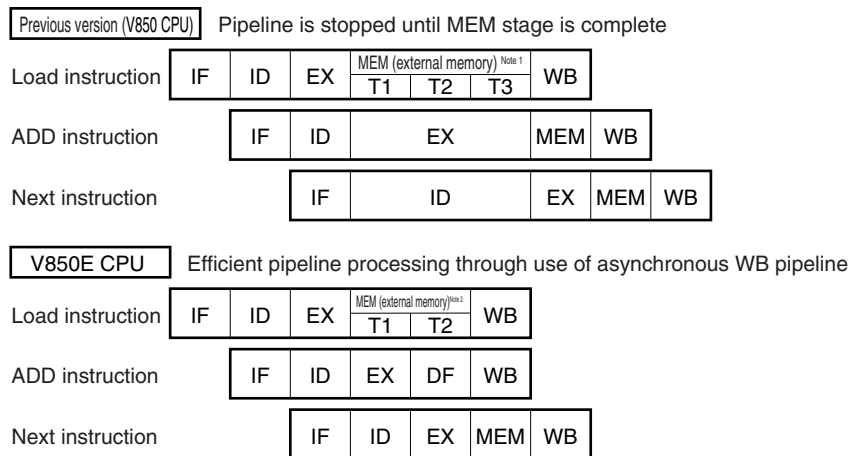 Previous version (V850 CPU) Pipeline is stopped until MEM stage is complete
Load instruction IF ID EX MEM (external memory) Note 1 T1 T2 T3 WB
ADD instruction IF ID EX MEM WB
Next instruction IF ID EX MEM WB
V850E CPU Efficient pipeline processing through use of asynchronous WB pipeline
Load instruction IF ID EX MEM (external memory) Note 2 T1 T2 WB
ADD instruction IF ID EX DF WB
Next instruction IF ID EX MEM WB